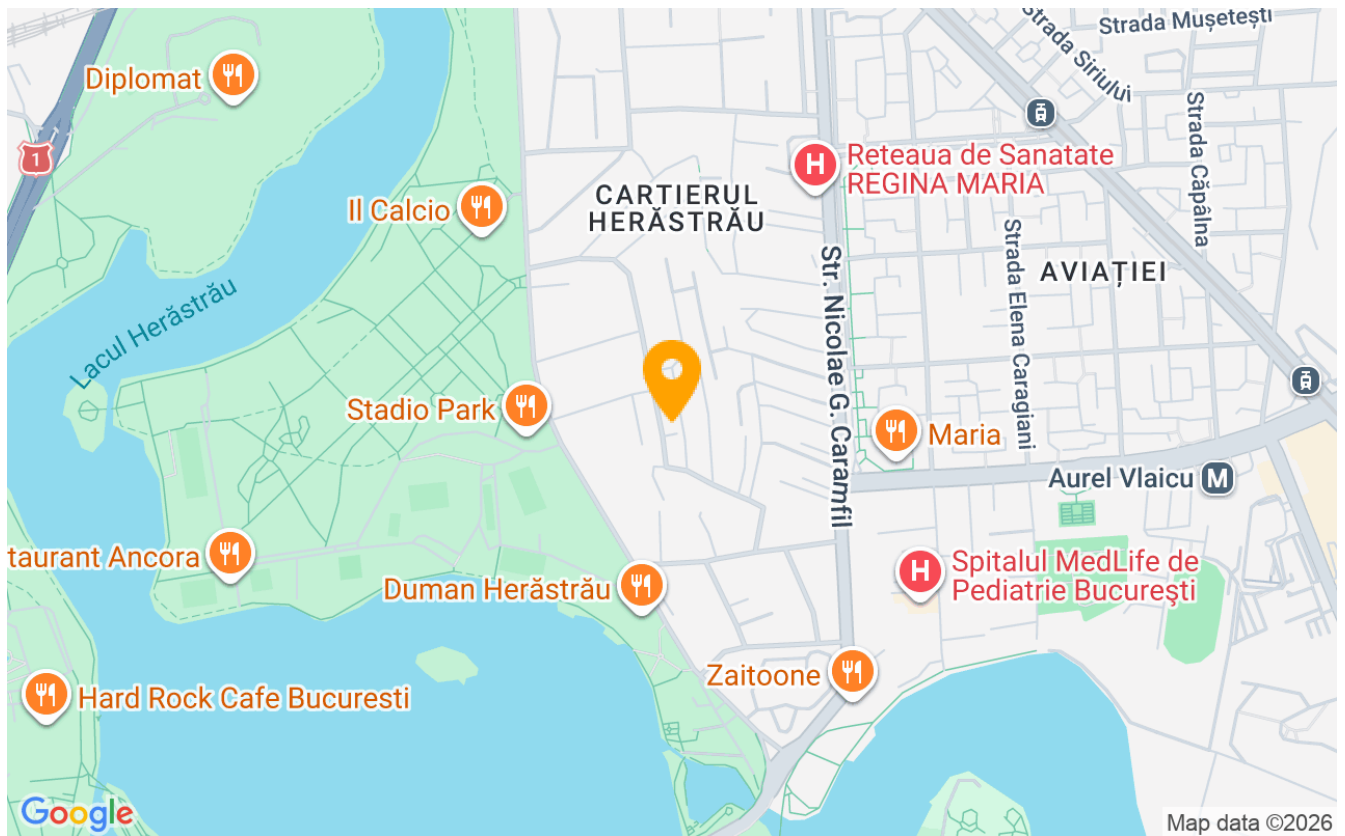 Strada Mușetești
Strada Siriului
Diplomat
Strada Căpâlna
1
H
Reteaua de Sanatate
REGINA MARIA
CARTIERUL
HERĂSTRĂU
Il Calcio
Strada Elena Caragiani
AVIAȚIEI
Str. Nicolae G. Caramfil
Lacul Herăstrău
Stadio Park
Maria
Aurel Vlaicu
M
taurant Ancora
H
Spitalul MedLife de
Pediatrie Bucureşti
Duman Herăstrău
Zaitoone
Hard Rock Cafe Bucuresti
Google
Map data ©2026